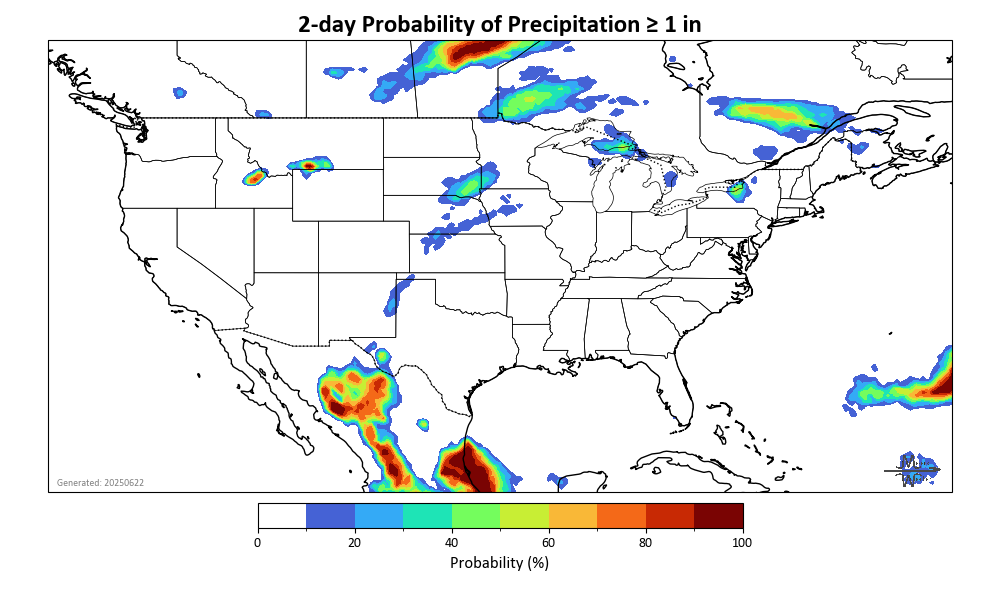 2-day Probability of Precipitation ≥ 1 in
Generated: 20250622
0 20 40 60 80 100
Probability (%)